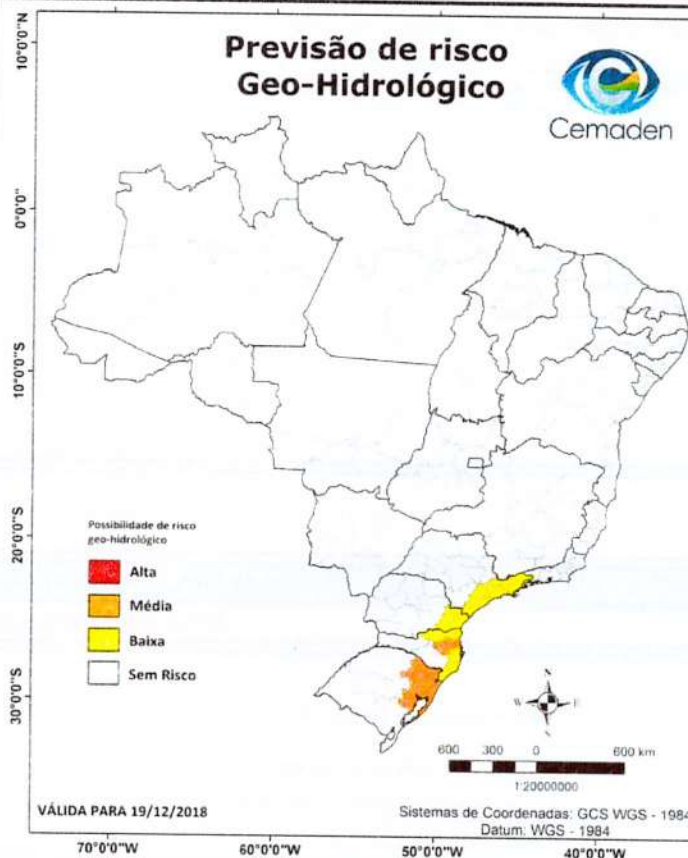 Previsão de risco
Geo-Hidrológico
Cemaden
10°0'0"N
0°0'0"
10°0'0"S
20°0'0"S
30°0'0"S
Possibilidade de risco
geo-hidrológico
Alta
Média
Baixa
Sem Risco
N
W
E
S
600 300 0 600 km
1:20000000
VÁLIDA PARA 19/12/2018
Sistemas de Coordenadas: GCS WGS - 1984
Datum: WGS - 1984
70°0'0"W 60°0'0"W 50°0'0"W 40°0'0"W